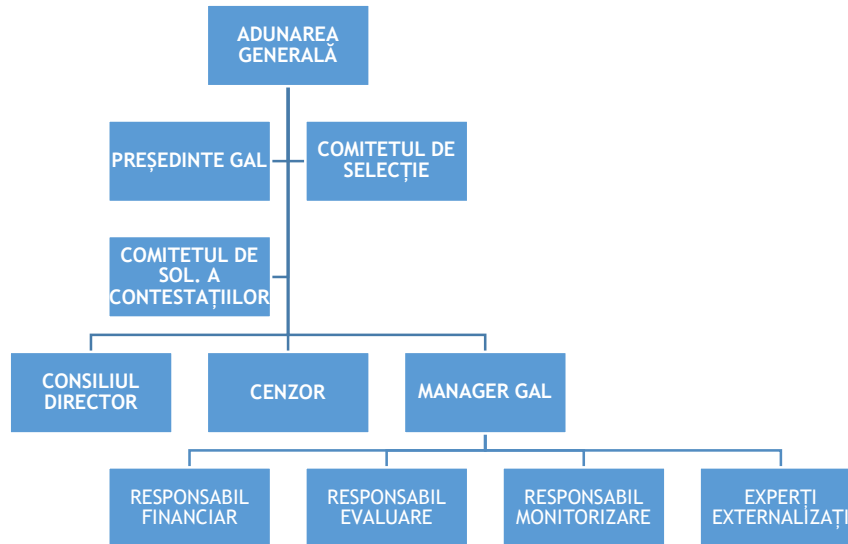 ADUNAREA
GENERALĂ
PREȘEDINTE GAL
COMITETUL DE
SELECȚIE
COMITETUL DE
SOL. A
CONTESTAȚIILOR
CONSILIUL
DIRECTOR
CENZOR
MANAGER GAL
RESPONSABIL
FINANCIAR
RESPONSABIL
EVALUARE
RESPONSABIL
MONITORIZARE
EXPERȚI
EXTERNALIZAȚI